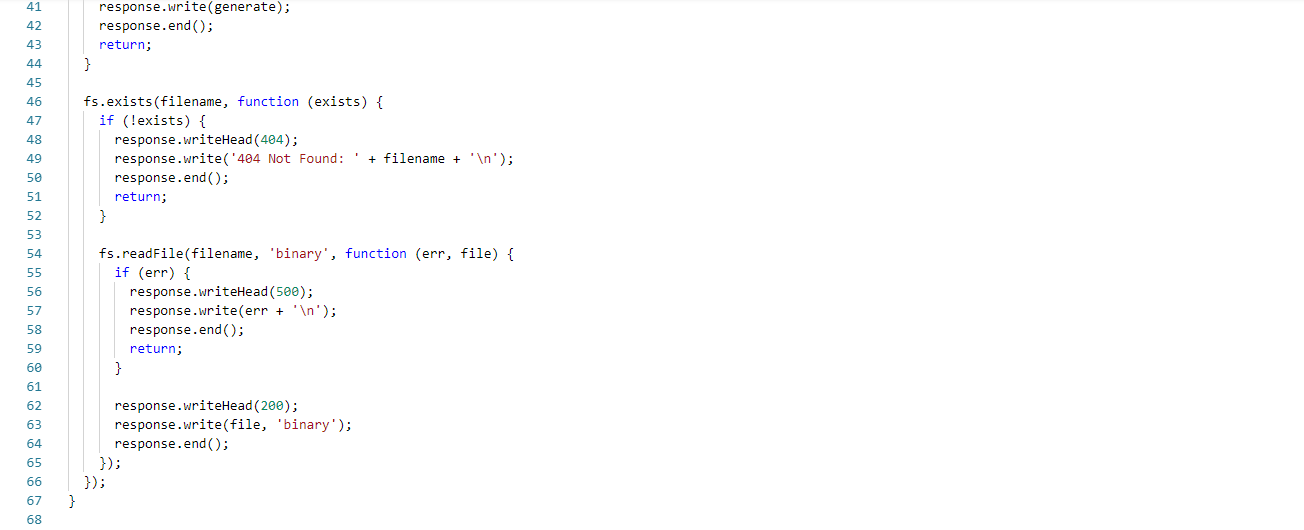 41 response.write(generate);
42 response.end();
43 return;
44 }
45
46 fs.exists(filename, function (exists) {
47 if (!exists) {
48 response.writeHead(404);
49 response.write('404 Not Found: ' + filename + '\n');
50 response.end();
51 return;
52 }
53
54 fs.readFile(filename, 'binary', function (err, file) {
55 if (err) {
56 response.writeHead(500);
57 response.write(err + '\n');
58 response.end();
59 return;
60 }
61
62 response.writeHead(200);
63 response.write(file, 'binary');
64 response.end();
65 });
66 });
67 }
68